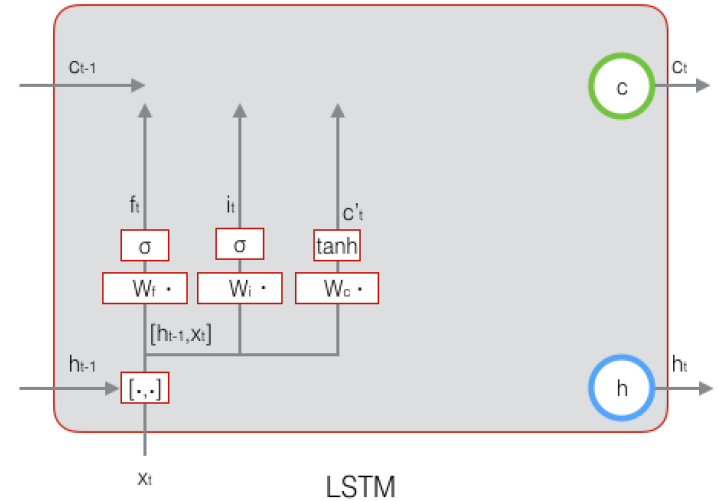 ct-1
ct
c
ft
it
c't
σ
σ
tanh
Wf ·
Wi ·
Wc ·
[ht-1,xt]
ht-1
[·,·]
h
ht
xt
LSTM